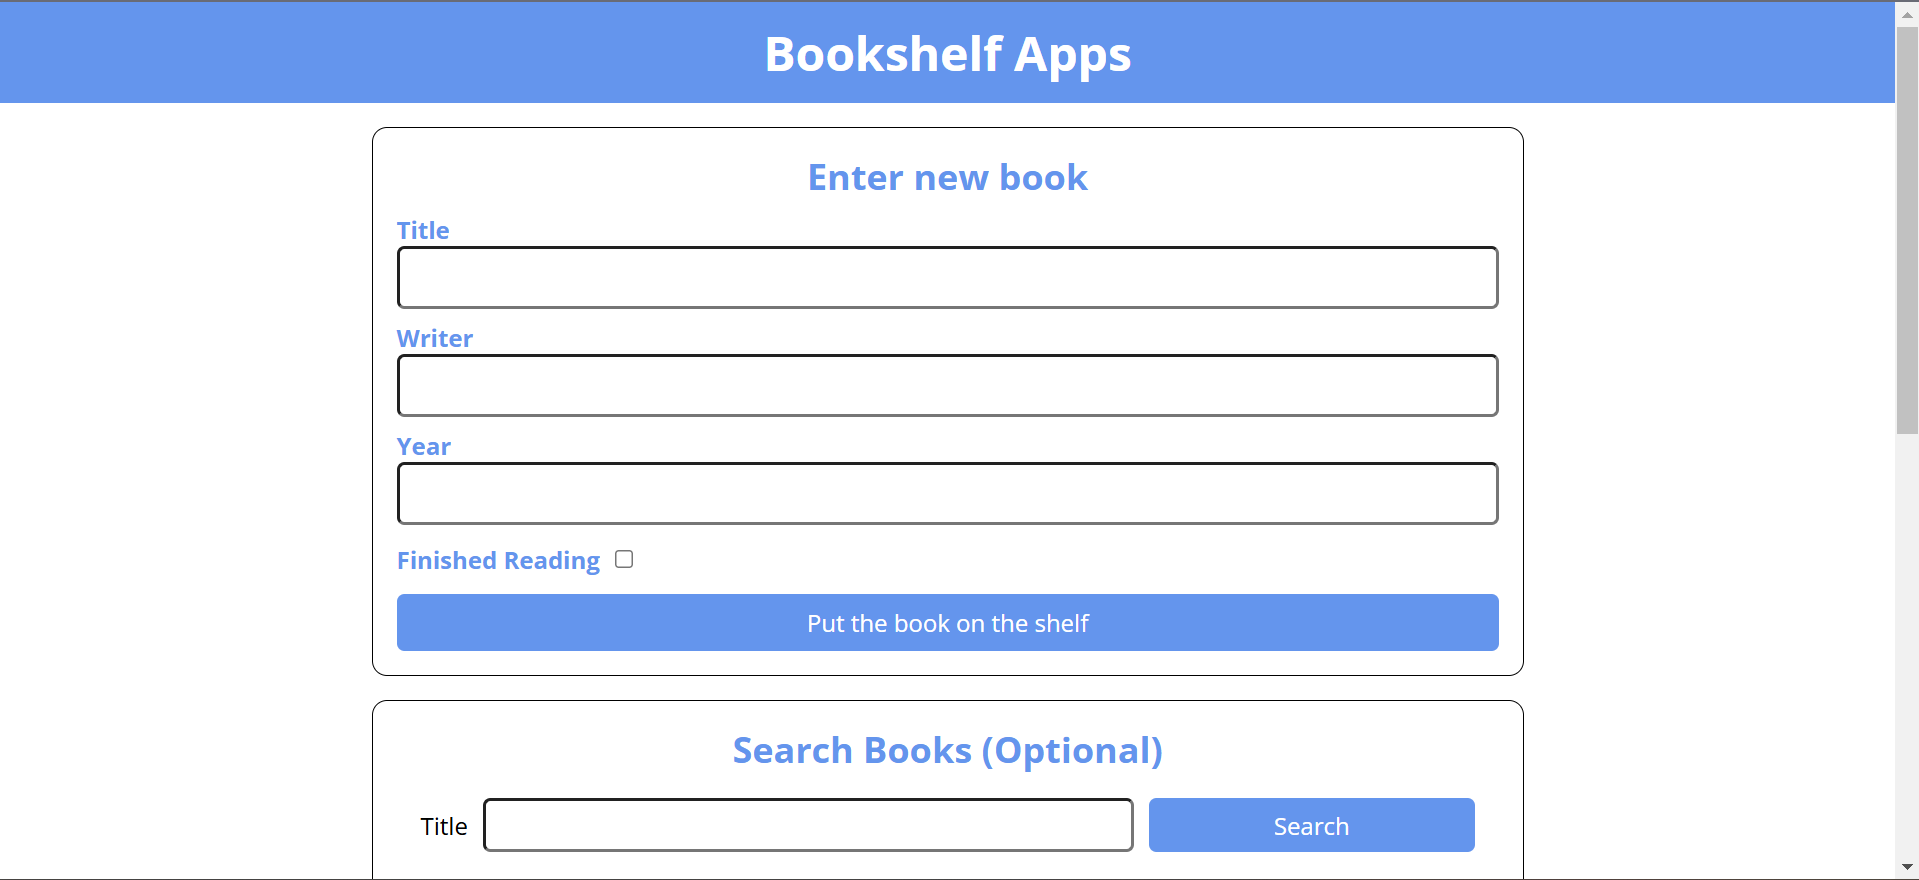 Bookshelf Apps
Enter new book
Title
Writer
Year
Finished Reading
Put the book on the shelf
Search Books (Optional)
Title
Search